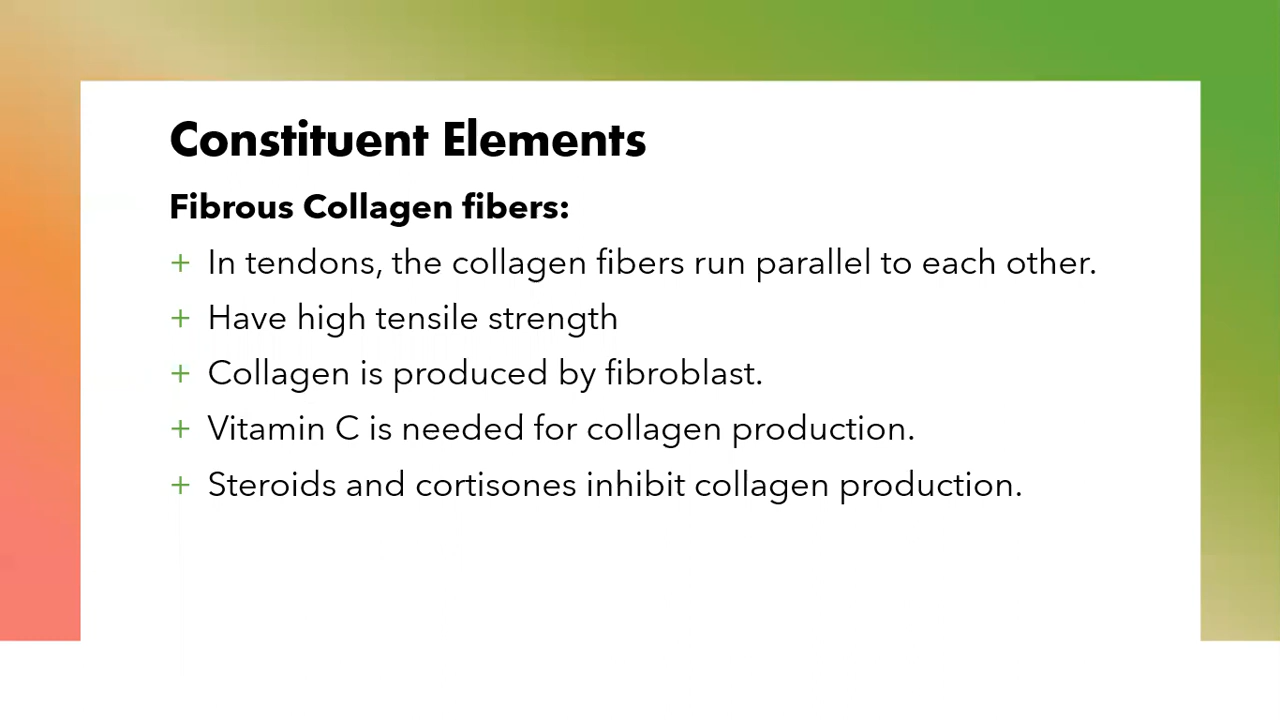 Constituent Elements
Fibrous Collagen fibers:
+ In tendons, the collagen fibers run parallel to each other.
+ Have high tensile strength
+ Collagen is produced by fibroblast.
+ Vitamin C is needed for collagen production.
+ Steroids and cortisones inhibit collagen production.